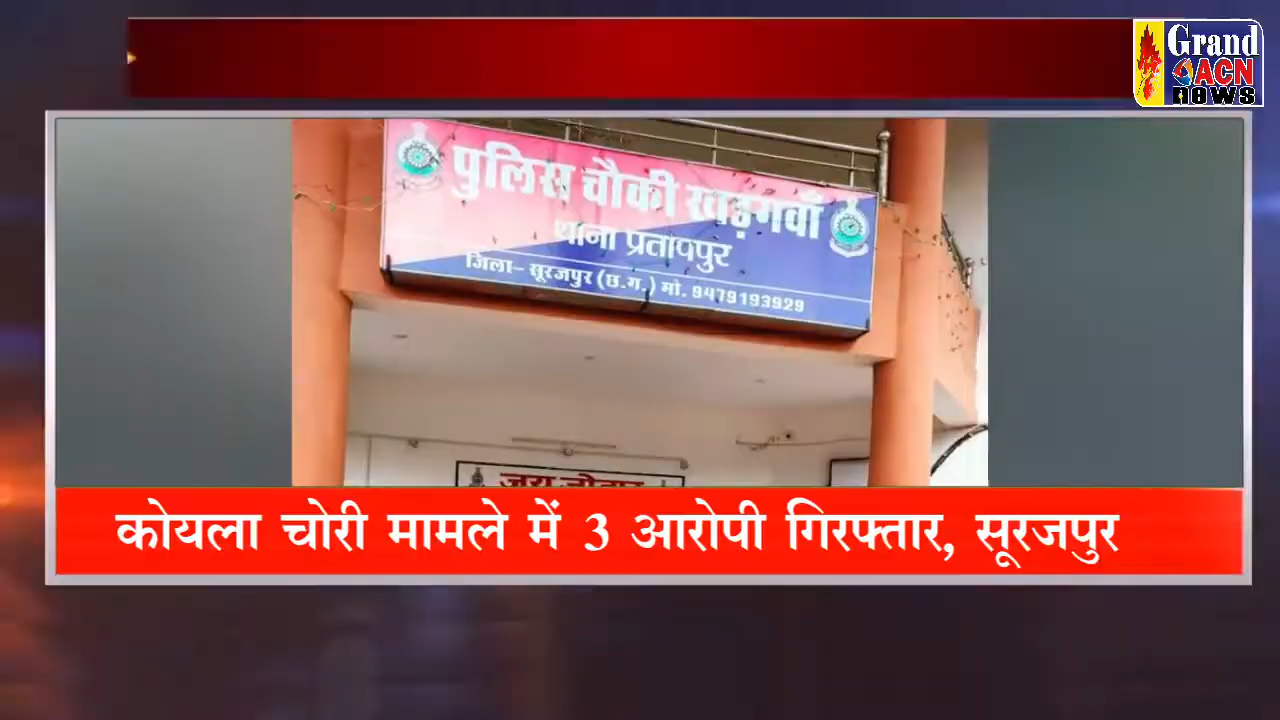 Grand
ACN
news
पुलिस चौकी खड़गवाँ
थाना प्रतापपुर
जिला- सूरजपुर (छ.ग.) मो. 9479193929
कोयला चोरी मामले में 3 आरोपी गिरफ्तार, सूरजपुर